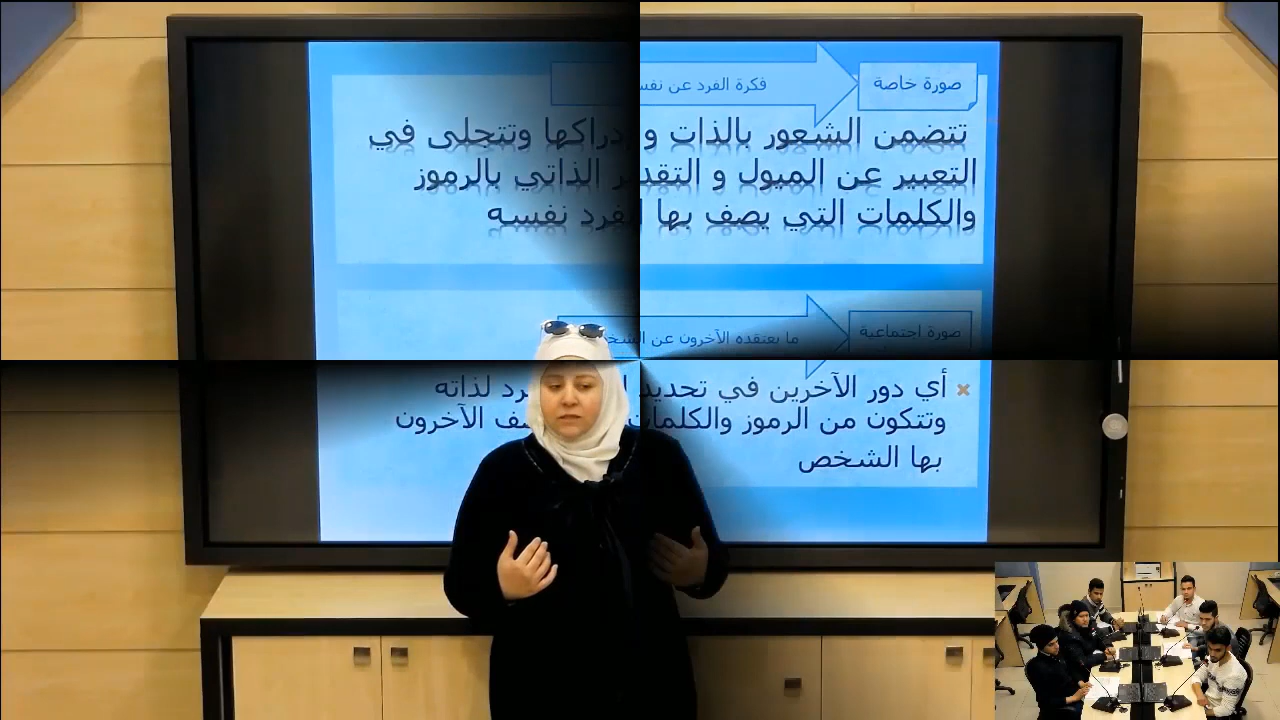 صورة خاصة
فكرة الفرد عن
تتضمن الشعور بالذات و وتتجلى في
التعبير عن الميول و الذاتي بالرموز
والكلمات التي يصف بها نفسه
صورة اجتماعية
ما يعتقده الآخرون عن
أي دور الآخرين في تحديد لذاته
وتتكون من الرموز والكلمات الآخرون
بها الشخص